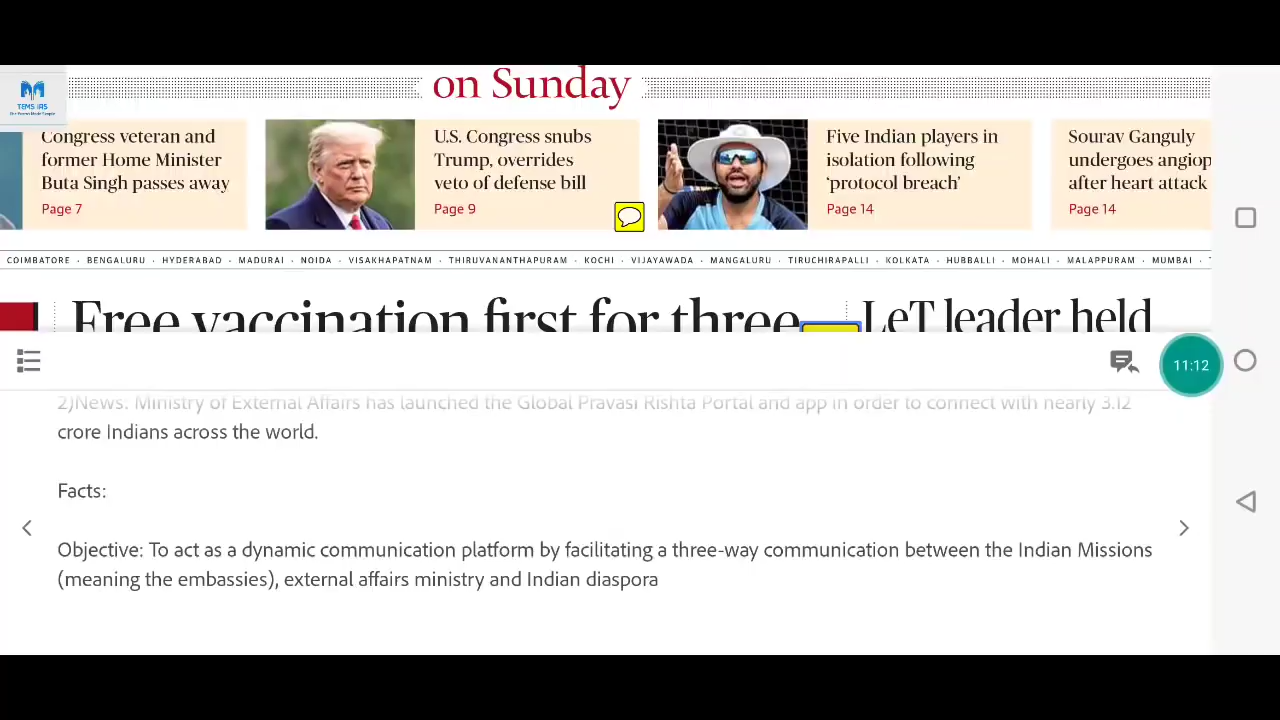 TEMS IAS
on Sunday
Congress veteran and
former Home Minister
Buta Singh passes away
Page 7
U.S. Congress snubs
Trump, overrides
veto of defense bill
Page 9
Five Indian players in
isolation following
‘protocol breach’
Page 14
Sourav Ganguly
undergoes angiop
after heart attack
Page 14
COIMBATORE · BENGALURU · HYDERABAD · MADURAI · NOIDA · VISAKHAPATNAM · THIRUVANANTHAPURAM · KOCHI · VIJAYAWADA · MANGALURU · TIRUCHIRAPALLI · KOLKATA · HUBBALLI · MOHALI · MALAPPURAM · MUMBAI ·
Free vaccination first for three
LeT leader held
11:12
2)News: Ministry of External Affairs has launched the Global Pravasi Rishta Portal and app in order to connect with nearly 3.12
crore Indians across the world.
Facts:
Objective: To act as a dynamic communication platform by facilitating a three-way communication between the Indian Missions
(meaning the embassies), external affairs ministry and Indian diaspora